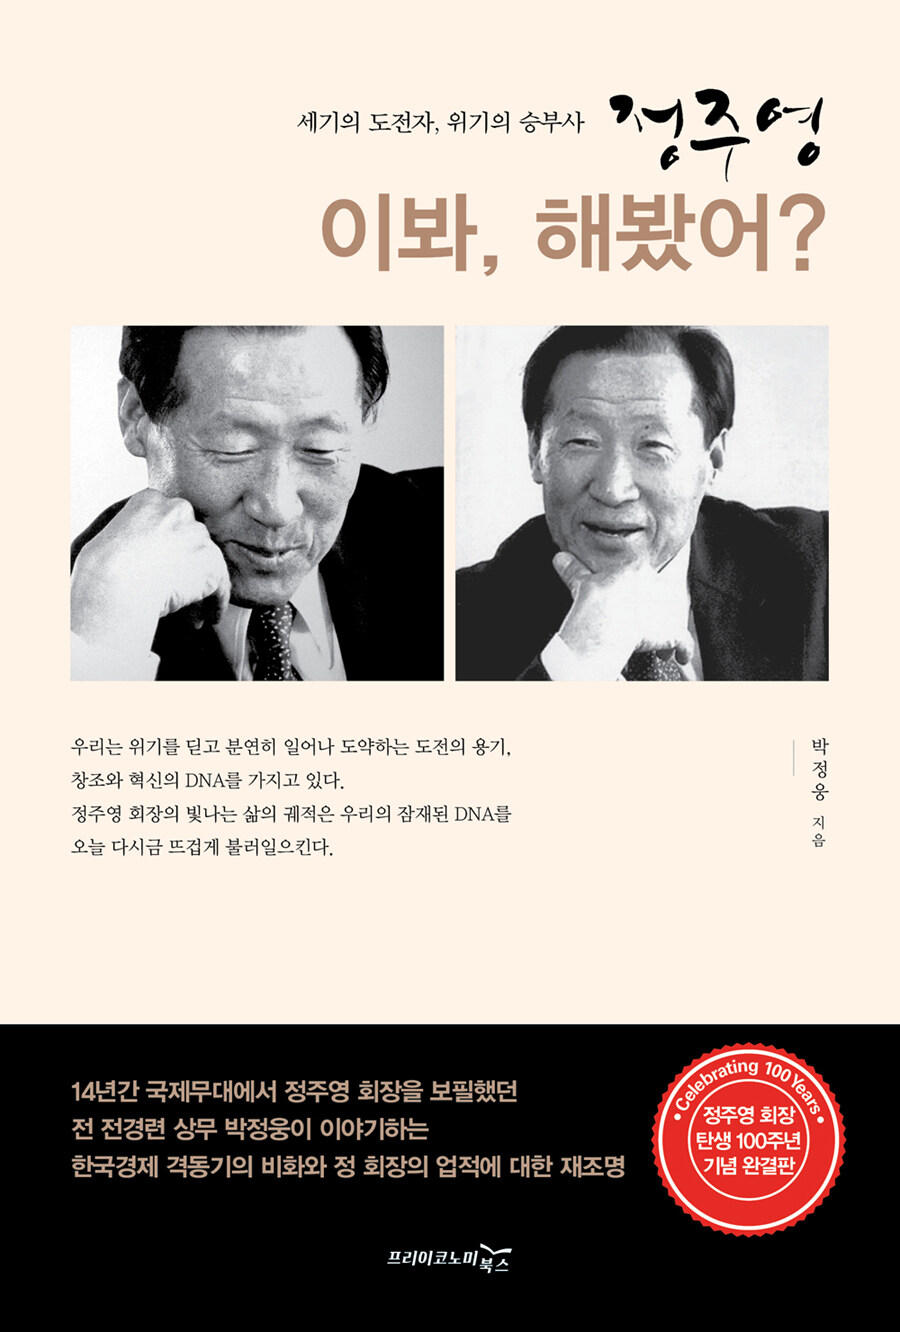 세기의 도전자, 위기의 승부사 정주영
이봐, 해봤어?
우리는 위기를 딛고 분연히 일어나 도약하는 도전의 용기,
창조와 혁신의 DNA를 가지고 있다.
정주영 회장의 빛나는 삶의 궤적은 우리의 잠재된 DNA를
오늘 다시금 뜨겁게 불러일으킨다.
박정웅 지음
14년간 국제무대에서 정주영 회장을 보필했던
전 전경련 상무 박정웅이 이야기하는
한국경제 격동기의 비화와 정 회장의 업적에 대한 재조명
• Celebrating 100 Years •
정주영 회장
탄생 100주년
기념 완결판
프리이코노미북스